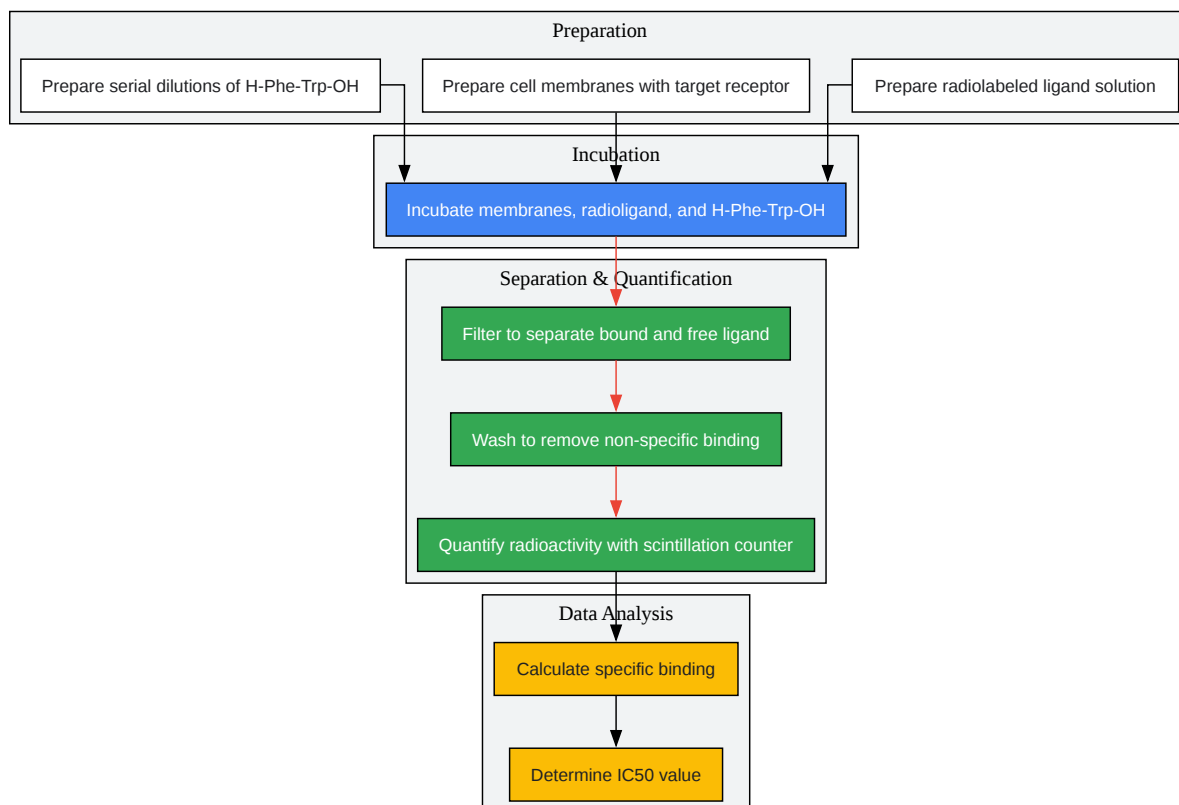 Preparation
Prepare serial dilutions of H-Phe-Trp-OH
Prepare cell membranes with target receptor
Prepare radiolabeled ligand solution
Incubation
Incubate membranes, radioligand, and H-Phe-Trp-OH
Separation & Quantification
Filter to separate bound and free ligand
Wash to remove non-specific binding
Quantify radioactivity with scintillation counter
Data Analysis
Calculate specific binding
Determine IC50 value